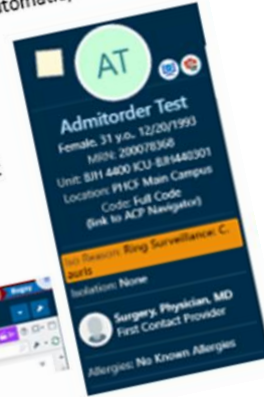 AT
Admitorder Test
Female, 31 y.o., 12/20/1993
MRN: 200078368
Unit: BJH 4400 ICU-BJH440301
Location: PHCF Main Campus
Code: Full Code
(link to ACP Navigator)
Iso Reason: Ring Surveillance: C.
auris
Isolation: None
Surgery, Physician, MD
First Contact Provider
Allergies: No Known Allergies